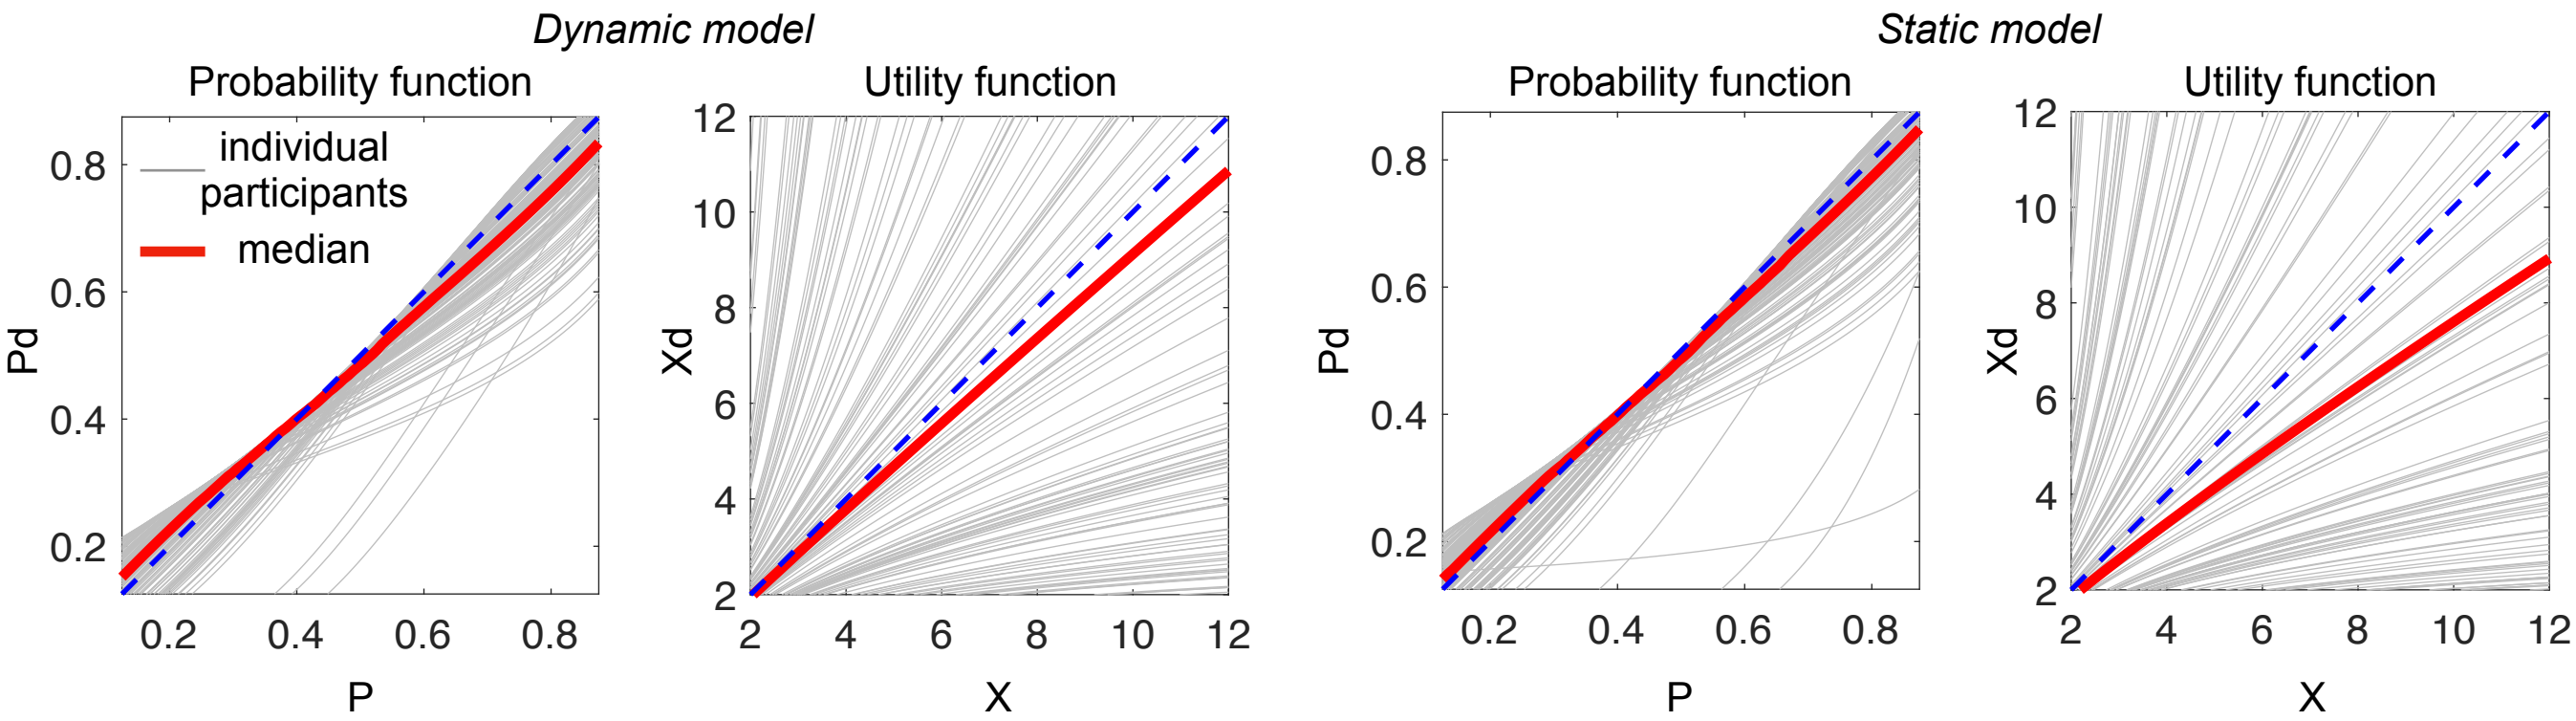 Dynamic model
Static model
Probability function
Utility function
Probability function
Utility function
individual
participants
median
0.8
0.6
0.4
0.2
Pd
0.2 0.4 0.6 0.8
P
12
10
8
6
4
2
Xd
2 4 6 8 10 12
X
0.8
0.6
0.4
0.2
Pd
0.2 0.4 0.6 0.8
P
12
10
8
6
4
2
Xd
2 4 6 8 10 12
X